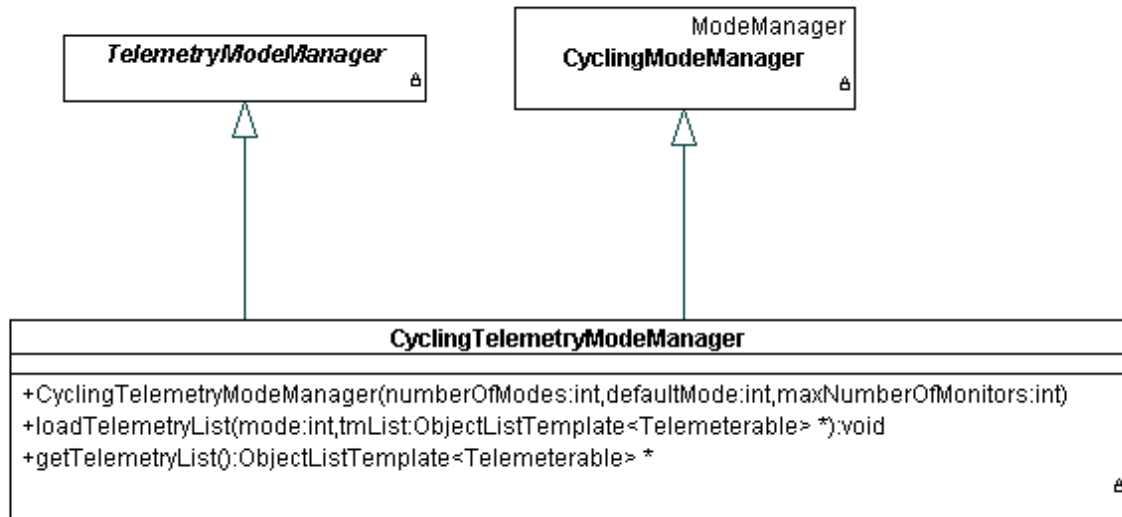 TelemetryModeManager
ModeManager
CyclingModeManager
CyclingTelemetryModeManager
+CyclingTelemetryModeManager(numberOfModes:int,defaultMode:int,maxNumberOfMonitors:int)
+loadTelemetryList(mode:int,tmList:ObjectListTemplate<Telemeterable> *):void
+getTelemetryList():ObjectListTemplate<Telemeterable> *